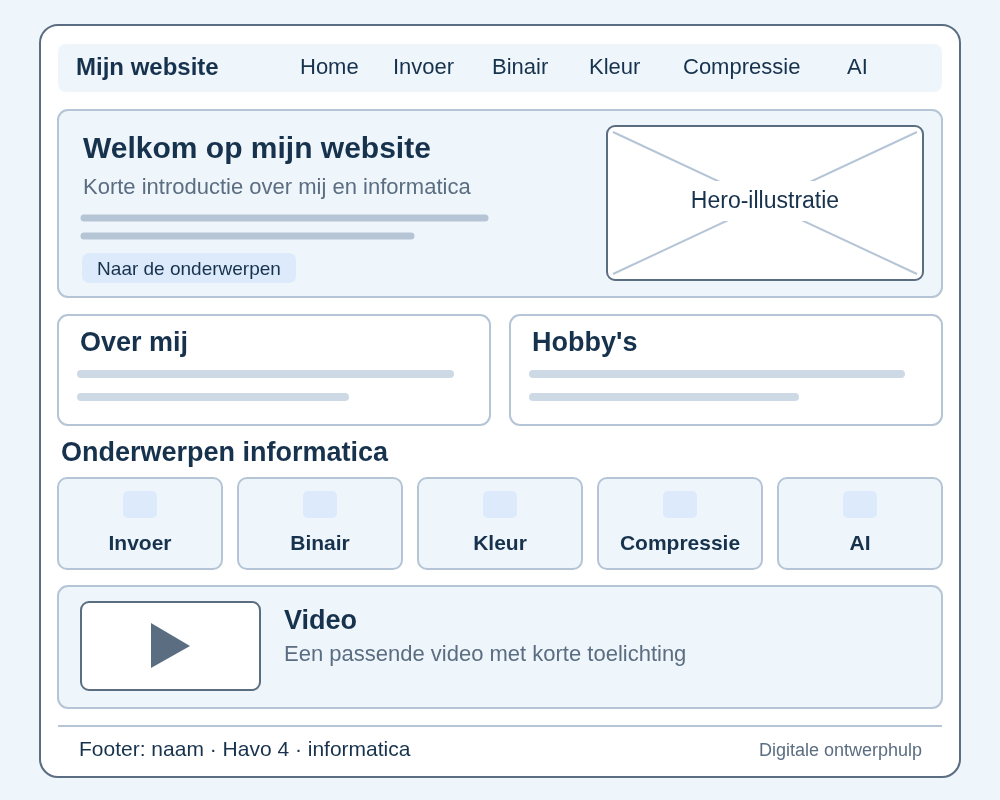 Mijn website Home Invoer Binair Kleur Compressie AI
Welkom op mijn website
Korte introductie over mij en informatica
Naar de onderwerpen
Hero-illustratie
Over mij
Hobby's
Onderwerpen informatica
Invoer
Binair
Kleur
Compressie
AI
Video
Een passende video met korte toelichting
Footer: naam · Havo 4 · informatica
Digitale ontwerphulp